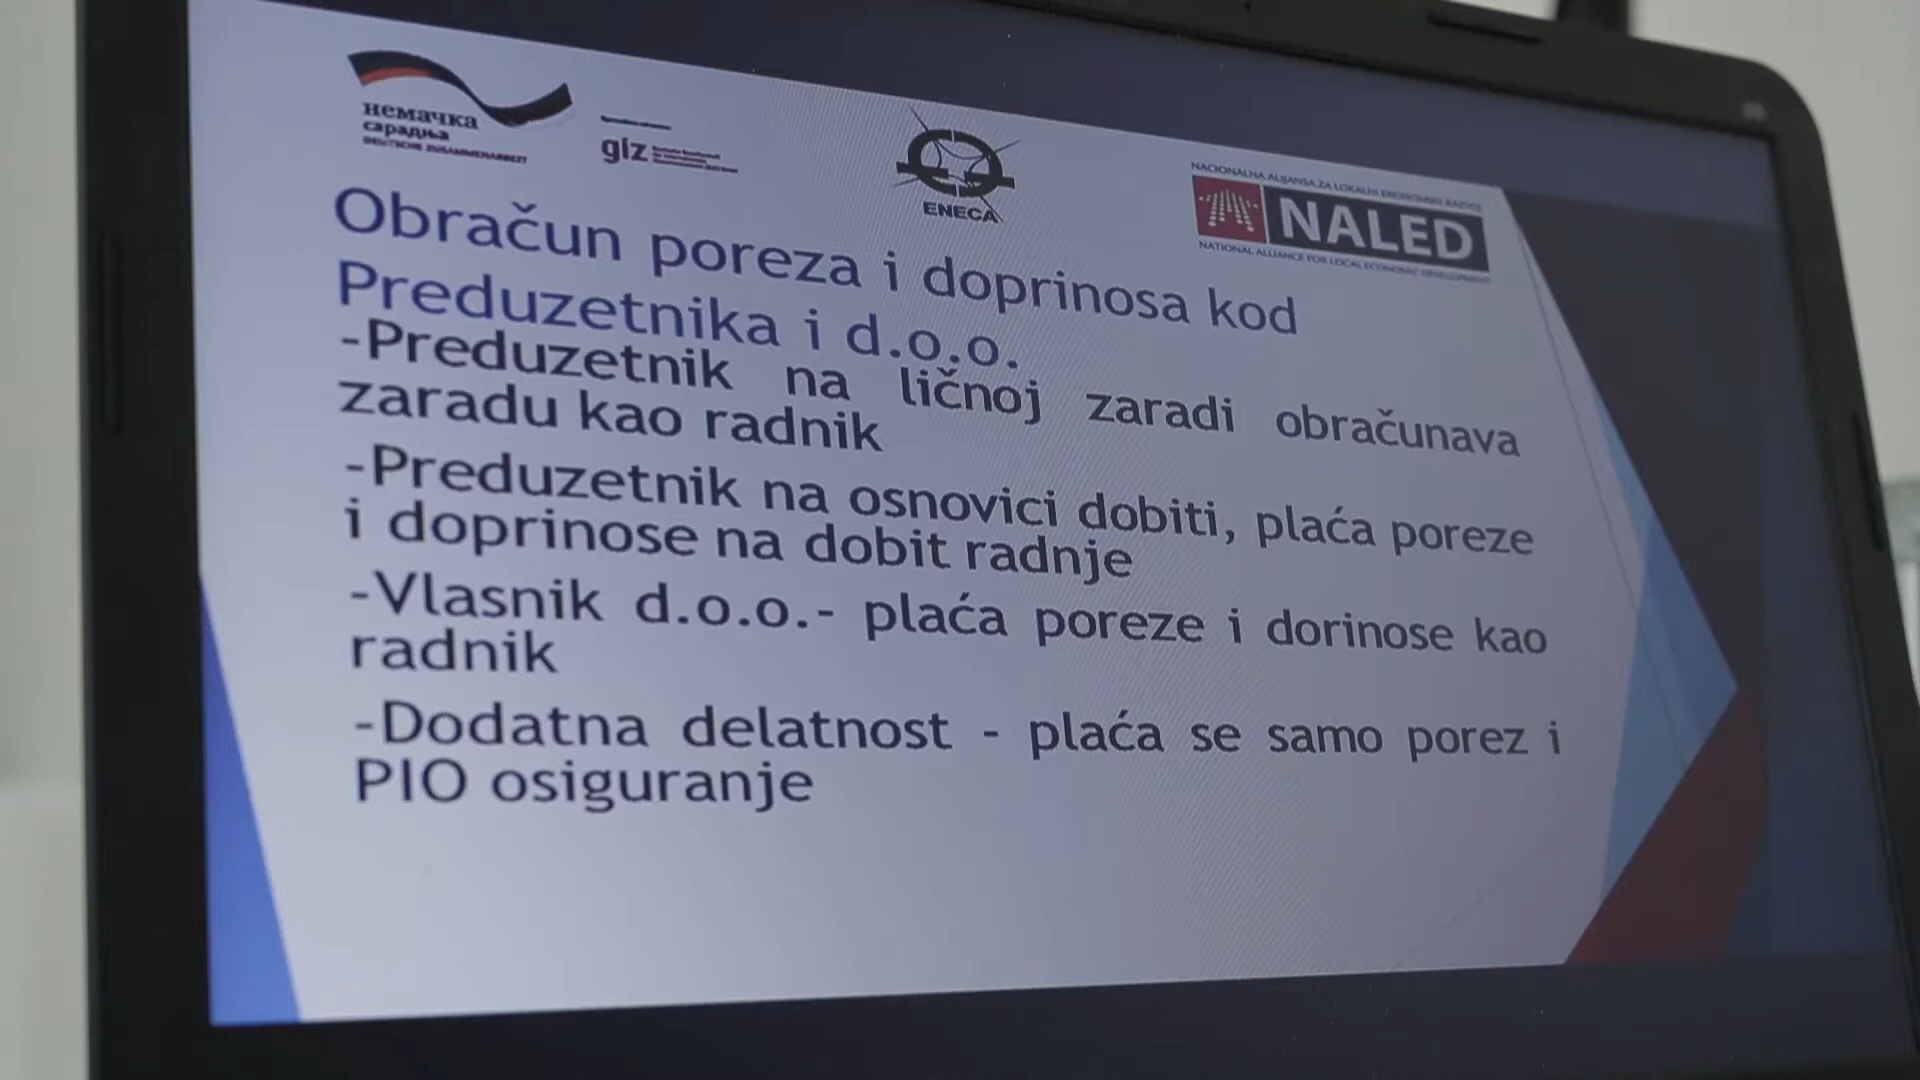 немачка
сарадња
DEUTSCHE ZUSAMMENARBEIT
giz
ENECA
NACIONALNA ALIJANSA ZA LOKALNI EKONOMSKI RAZVOJ
NALED
NATIONAL ALLIANCE FOR LOCAL ECONOMIC DEVELOPMENT
Obračun poreza i doprinosa kod
Preduzetnika i d.o.o.
-Preduzetnik na ličnoj zaradi obračunava
zaradu kao radnik
-Preduzetnik na osnovici dobiti, plaća poreze
i doprinose na dobit radnje
-Vlasnik d.o.o.- plaća poreze i dorinose kao
radnik
-Dodatna delatnost - plaća se samo porez i
PIO osiguranje